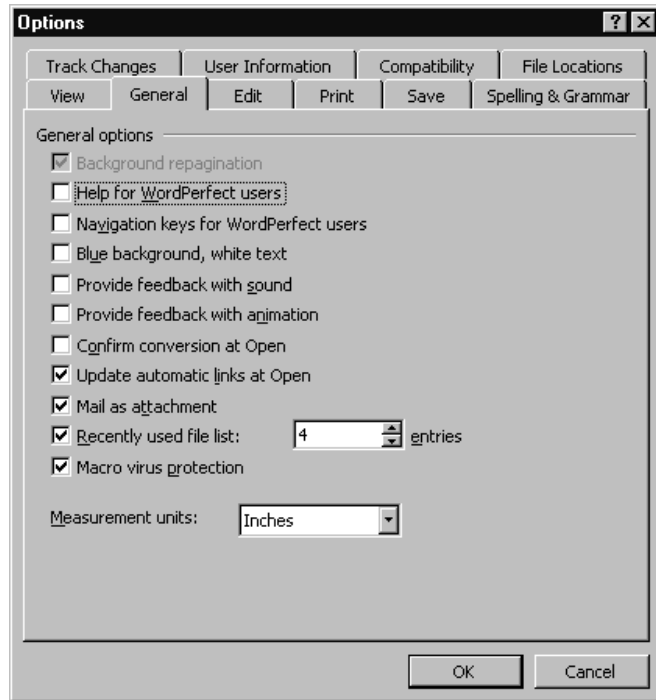 Options
Track Changes User Information Compatibility File Locations
View General Edit Print Save Spelling & Grammar
General options
Background repagination
Help for WordPerfect users
Navigation keys for WordPerfect users
Blue background, white text
Provide feedback with sound
Provide feedback with animation
Confirm conversion at Open
Update automatic links at Open
Mail as attachment
Recently used file list: 4 entries
Macro virus protection
Measurement units: Inches
OK Cancel